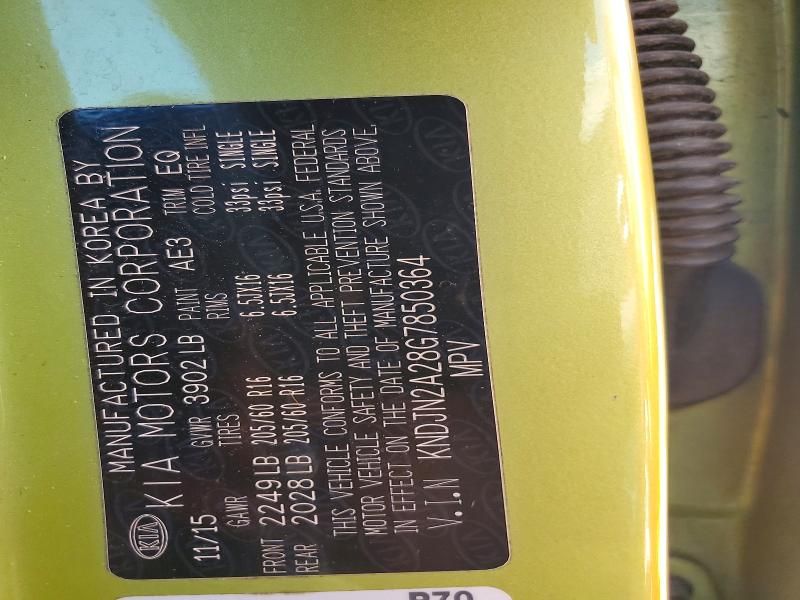 MANUFACTURED IN KOREA BY
KIA KIA MOTORS CORPORATION
11/15 GVWR 3902 LB PAINT AE3 TRIM EQ
GAWR TIRES RIMS COLD TIRE INFL
FRONT 2249 LB 205/60 R16 6.5JX16 33psi SINGLE
REAR 2028 LB 205/60 R16 6.5JX16 33psi SINGLE
THIS VEHICLE CONFORMS TO ALL APPLICABLE U.S.A. FEDERAL
MOTOR VEHICLE SAFETY AND THEFT PREVENTION STANDARDS
IN EFFECT ON THE DATE OF MANUFACTURE SHOWN ABOVE.
V.I.N KNDJN2A28G7850364
MPV